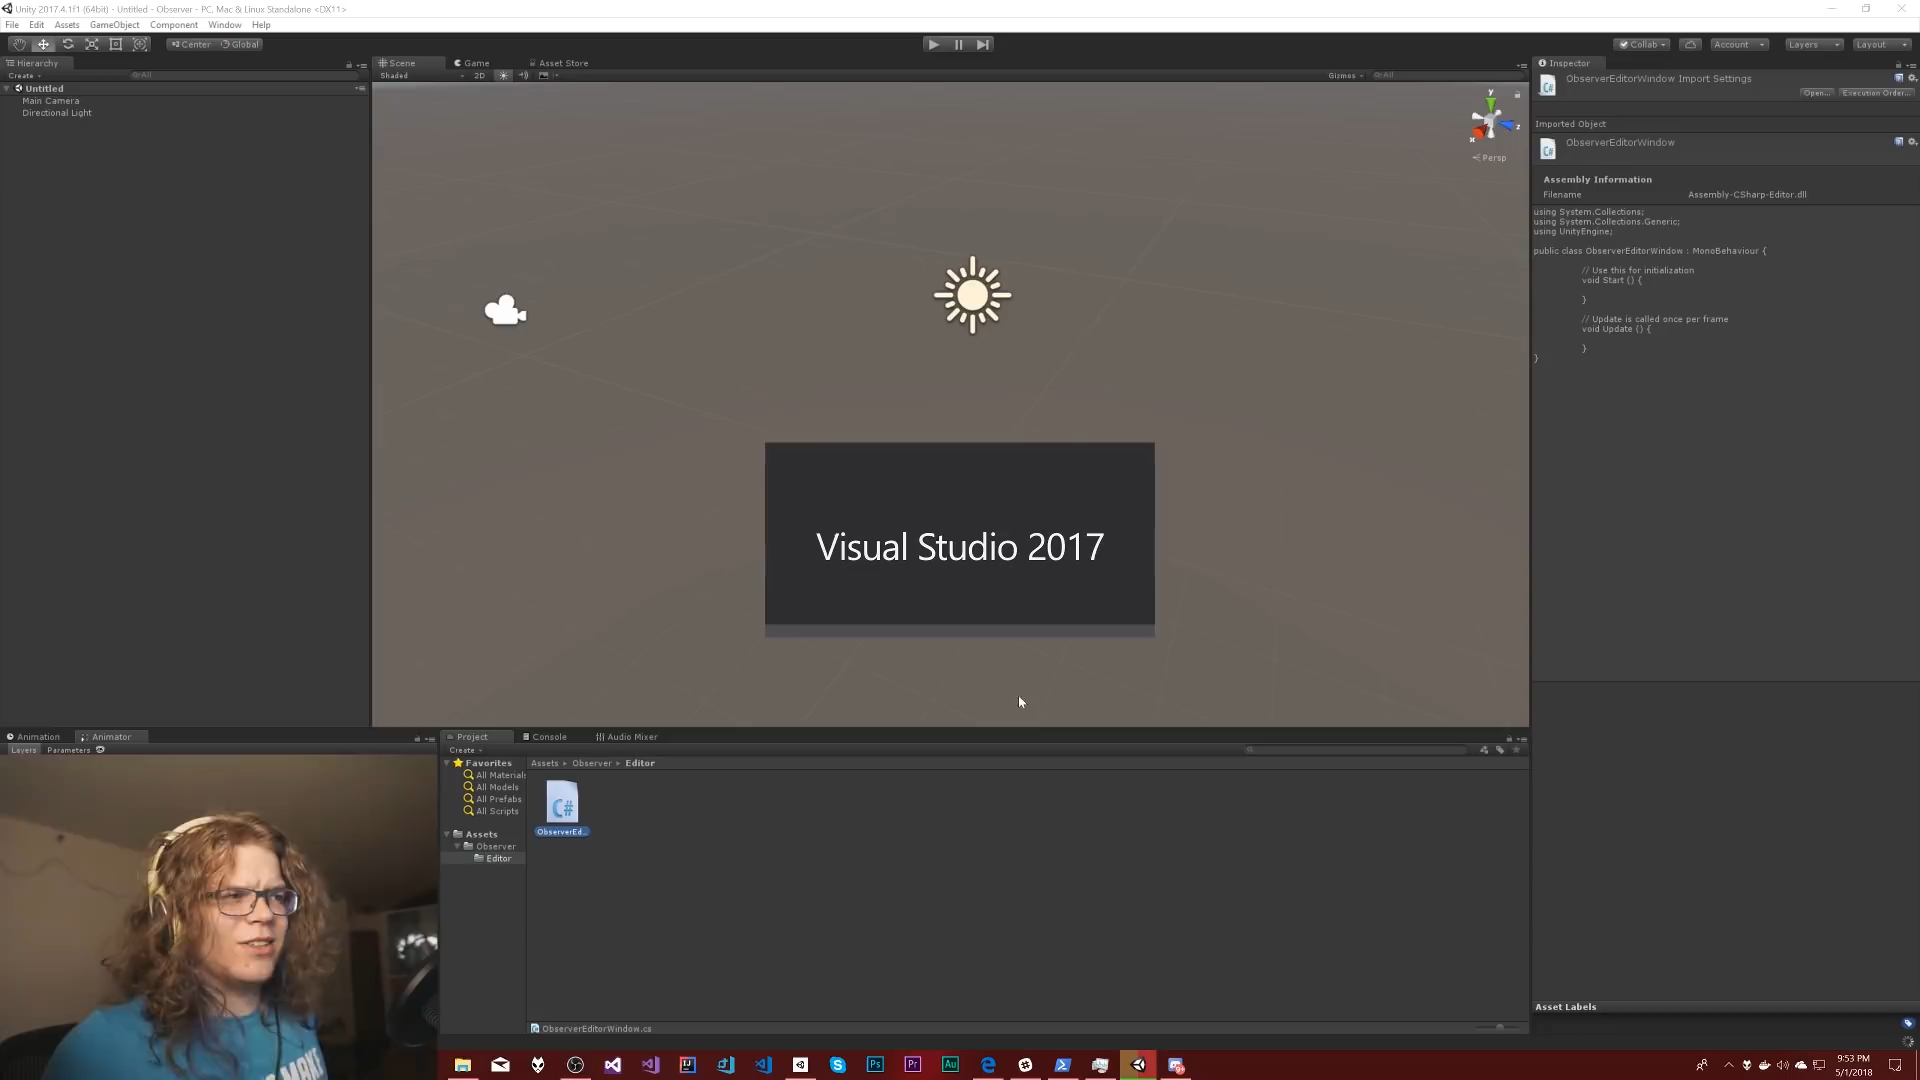 Unity 2017.4.1f1 (64bit) - Untitled - Observer - PC, Mac & Linux Standalone <DX11>
File Edit Assets GameObject Component Window Help
Center Global
Collab Account Layers Layout
Hierarchy
Create All
Untitled
Main Camera
Directional Light
Scene Game Asset Store
Shaded 2D Gizmos All
y
z
x
Persp
Visual Studio 2017
Inspector
ObserverEditorWindow Import Settings
Open... Execution Order...
Imported Object
ObserverEditorWindow
Assembly Information
Filename Assembly-CSharp-Editor.dll
using System.Collections;
using System.Collections.Generic;
using UnityEngine;
public class ObserverEditorWindow : MonoBehaviour {
// Use this for initialization
void Start () {
}
// Update is called once per frame
void Update () {
}
}
Asset Labels
Animation Animator
Layers Parameters
Project Console Audio Mixer
Create
Favorites
All Materials
All Models
All Prefabs
All Scripts
Assets
Observer
Editor
Assets Observer Editor
C#
ObserverEd...
ObserverEditorWindow.cs
MAKE
Ps Pr Au
9:53 PM
5/1/2018